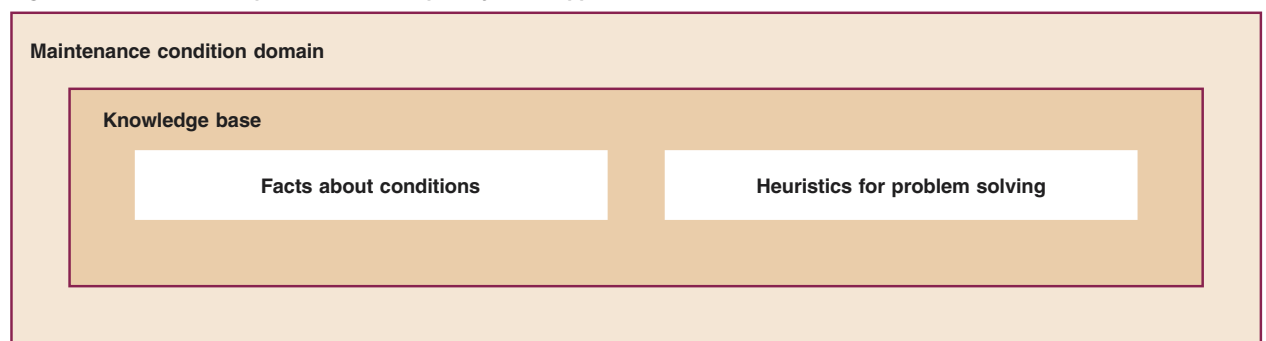 Maintenance condition domain
Knowledge base
Facts about conditions
Heuristics for problem solving